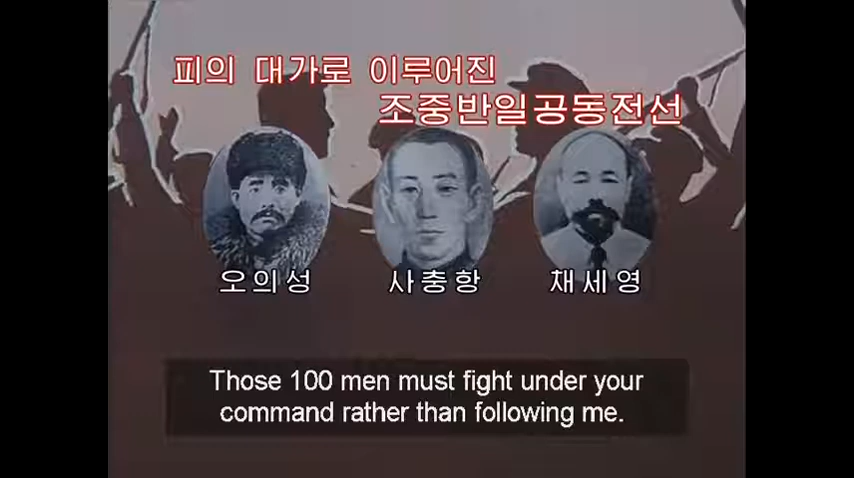 피의 대가로 이루어진
조중반일공동전선
오의성 사충항 채세영
Those 100 men must fight under your
command rather than following me.